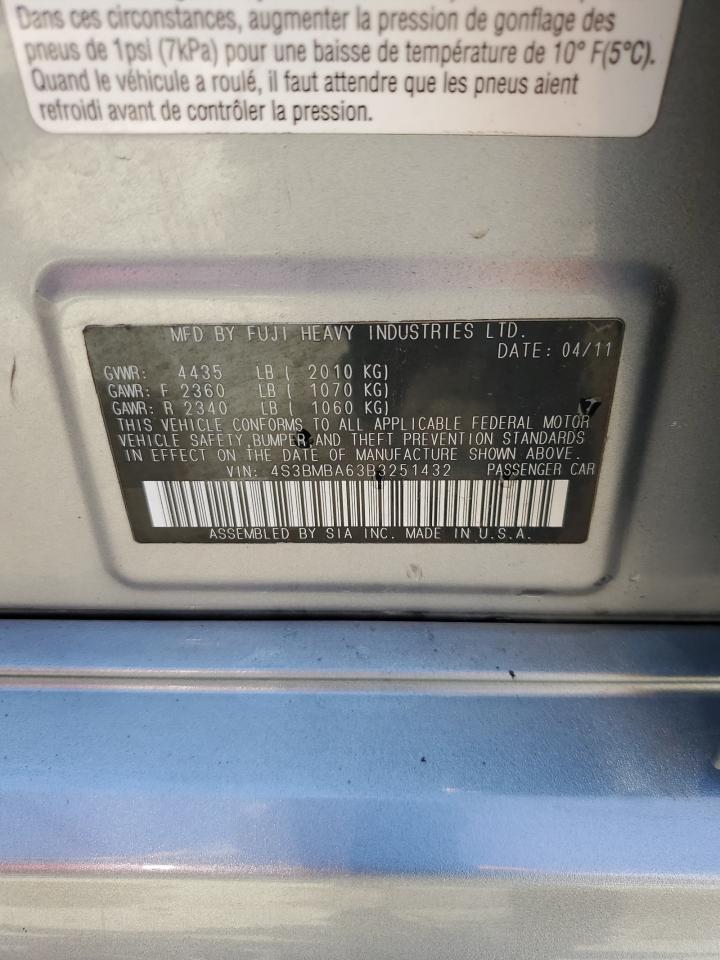 Dans ces circonstances, augmenter la pression de gonflage des
pneus de 1psi (7kPa) pour une baisse de température de 10° F(5°C).
Quand le véhicule a roulé, il faut attendre que les pneus aient
refroidi avant de contrôler la pression.
MFD BY FUJI HEAVY INDUSTRIES LTD.
DATE: 04/11
GVWR: 4435 LB ( 2010 KG)
GAWR: F 2360 LB ( 1070 KG)
GAWR: R 2340 LB ( 1060 KG)
THIS VEHICLE CONFORMS TO ALL APPLICABLE FEDERAL MOTOR
VEHICLE SAFETY, BUMPER, AND THEFT PREVENTION STANDARDS
IN EFFECT ON THE DATE OF MANUFACTURE SHOWN ABOVE.
VIN: 4S3BMBA63B3251432 PASSENGER CAR
ASSEMBLED BY SIA INC. MADE IN U.S.A.